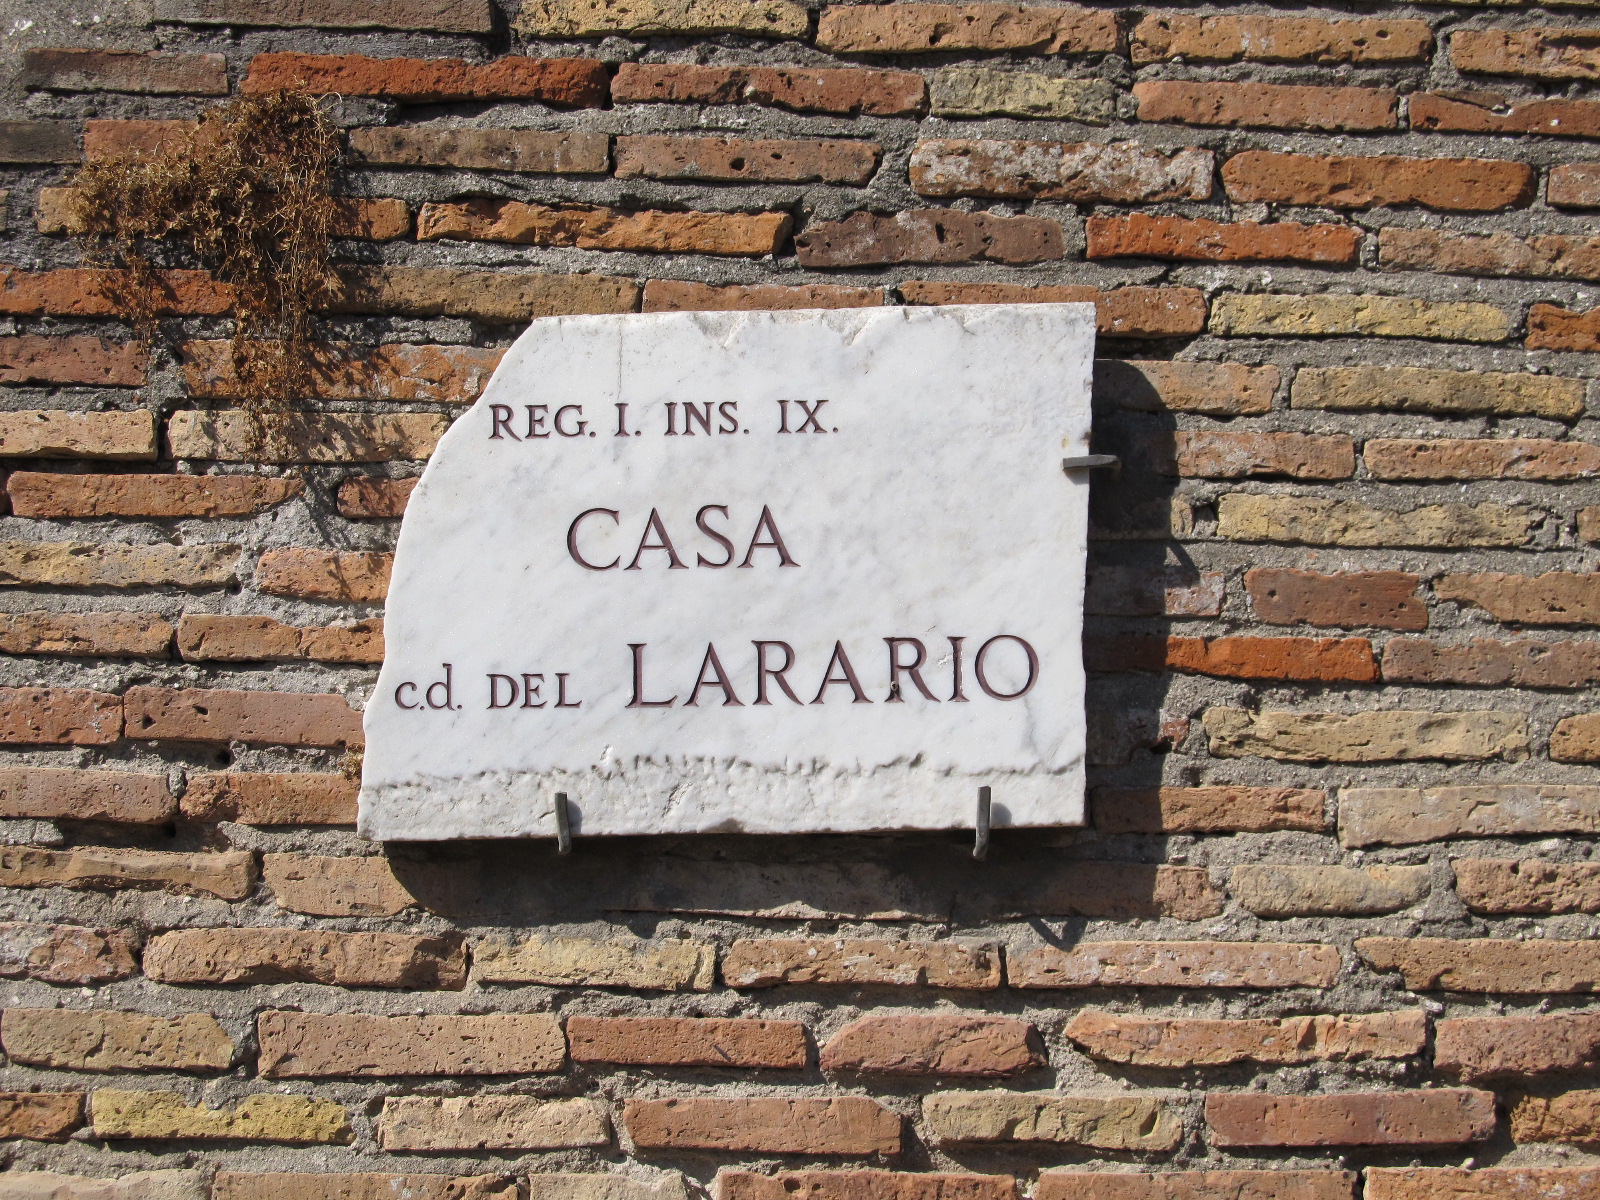 REG. I. INS. IX.
CASA
c.d. DEL LARARIO